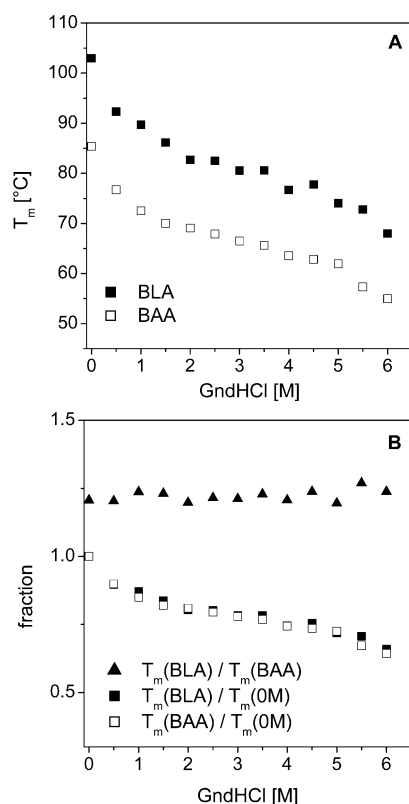 A
110
100
90
80
70
60
50
T_m [°C]
BLA
BAA
0 1 2 3 4 5 6
GndHCl [M]
B
1.5
1.0
0.5
fraction
T_m(BLA) / T_m(BAA)
T_m(BLA) / T_m(0M)
T_m(BAA) / T_m(0M)
0 1 2 3 4 5 6
GndHCl [M]